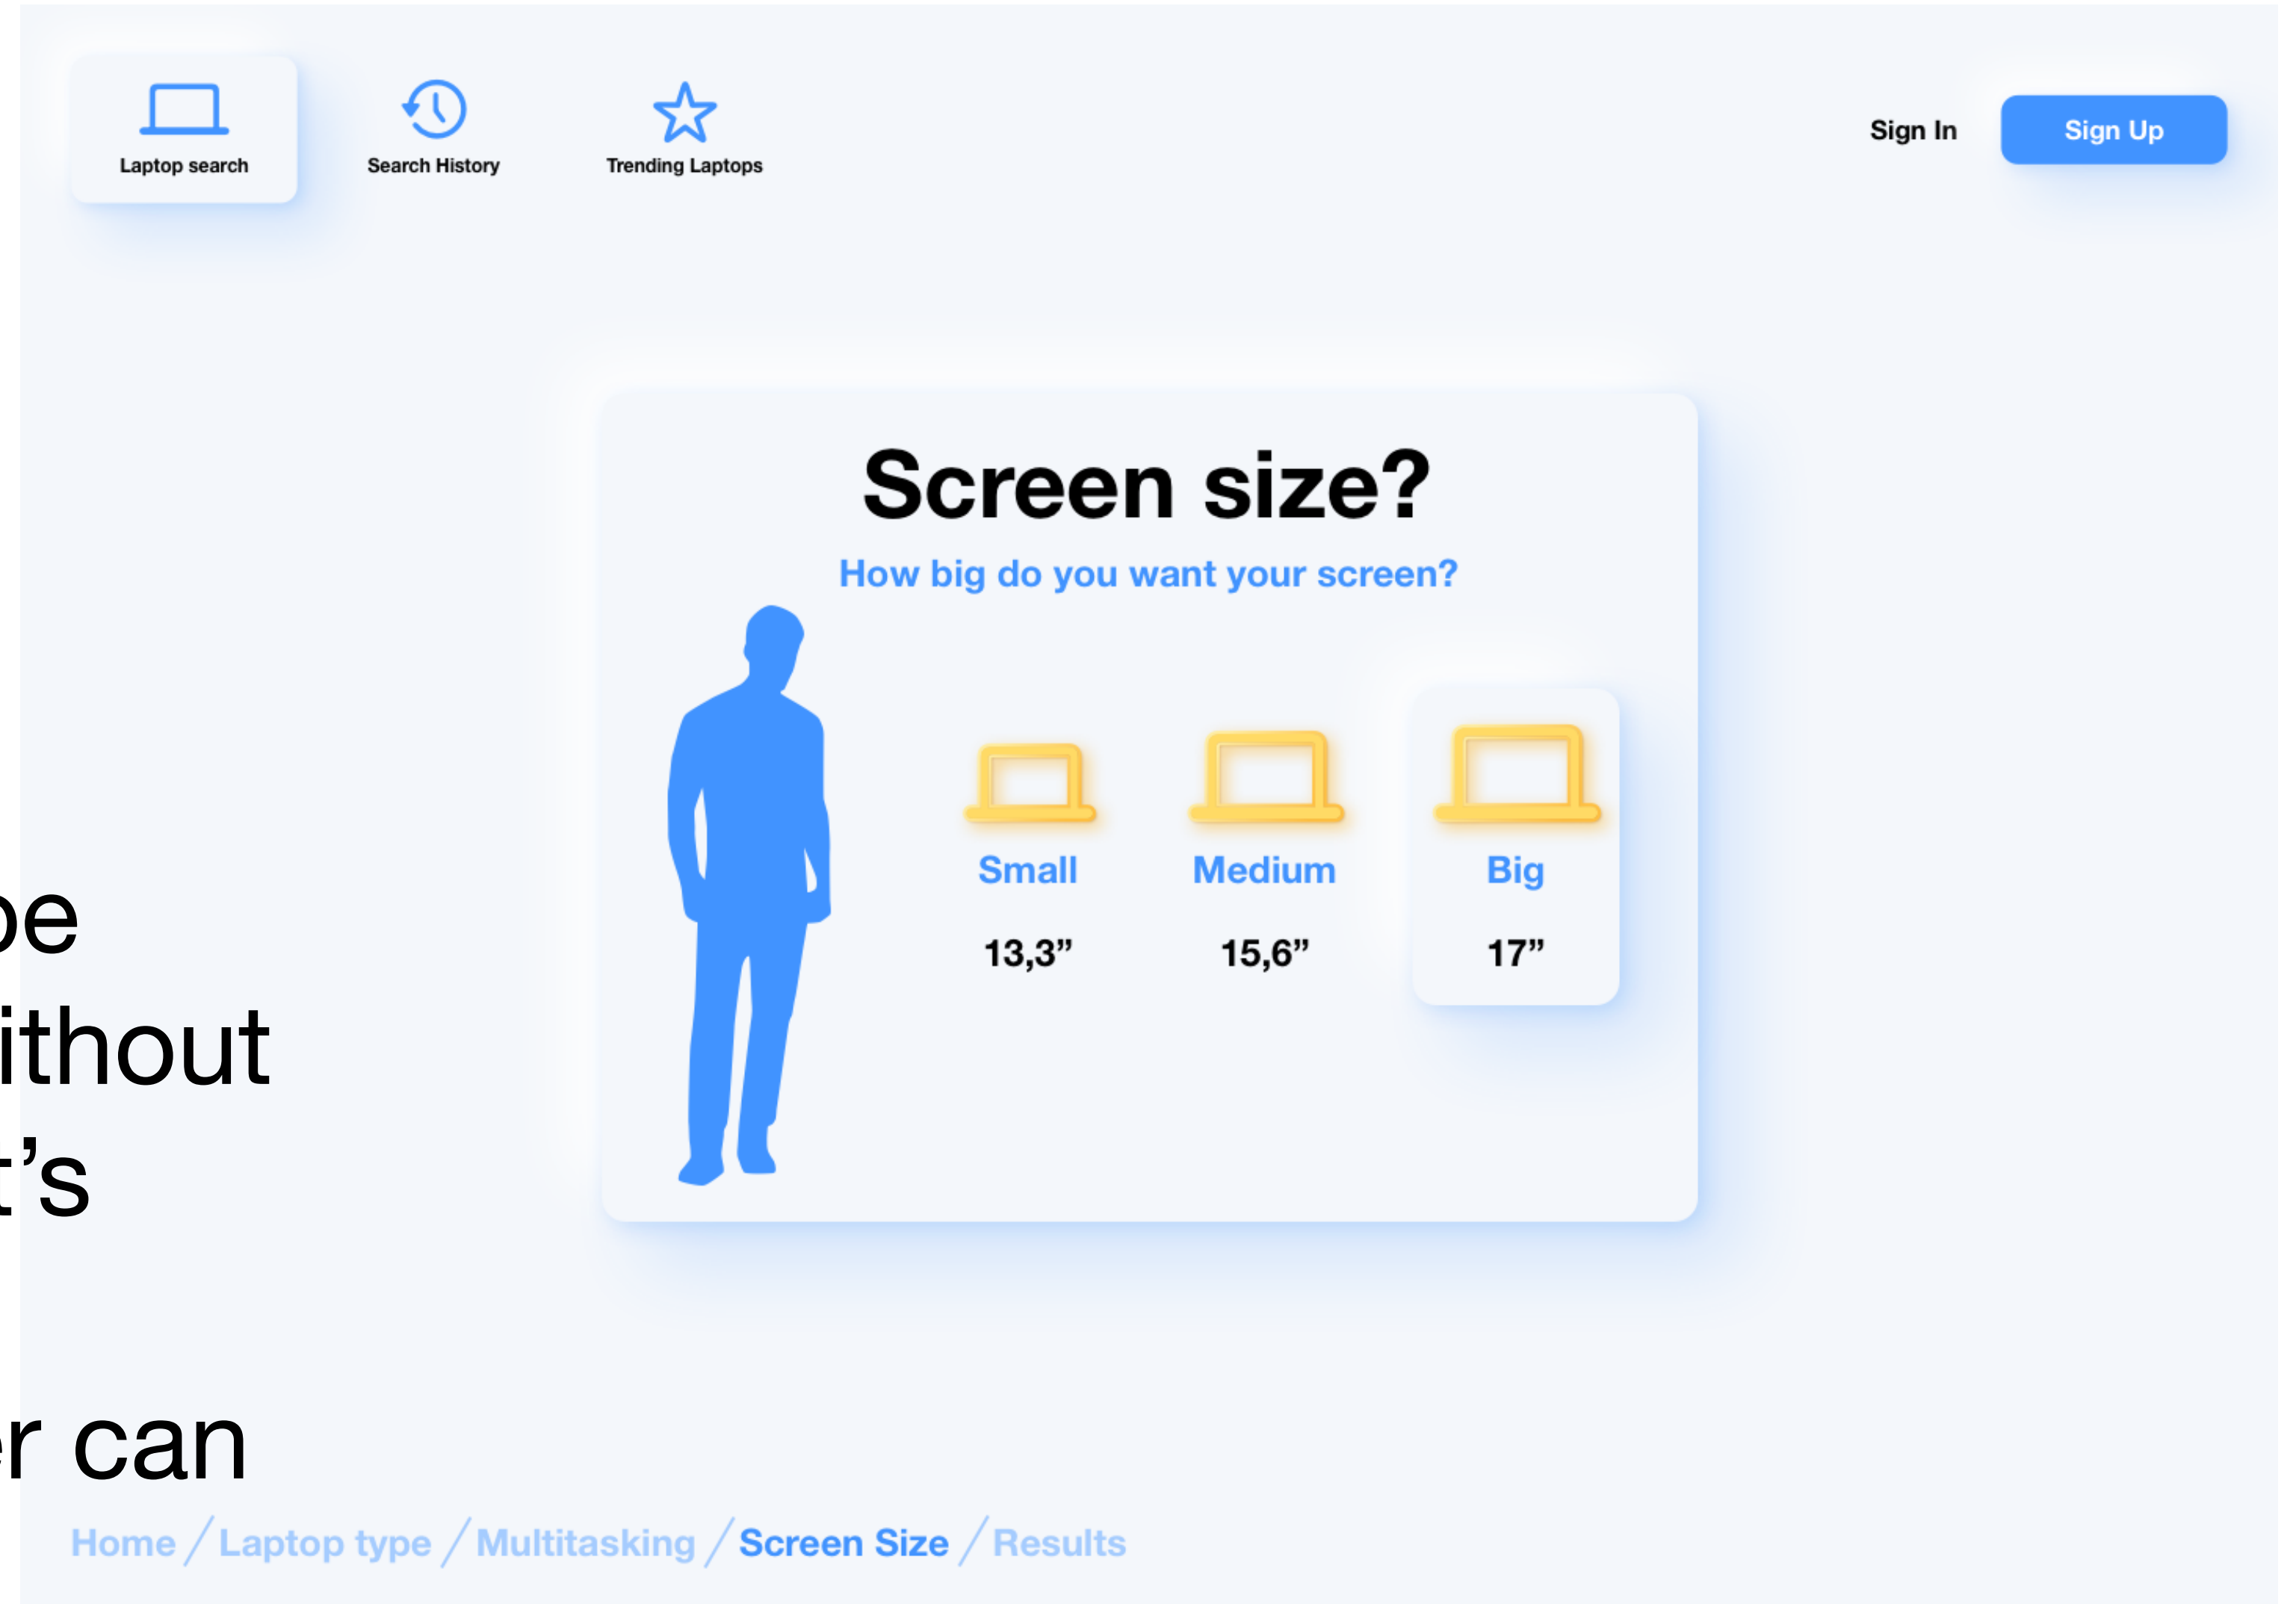 Laptop search
Search History
Trending Laptops
Sign In
Sign Up
Screen size?
How big do you want your screen?
Small
Medium
Big
13,3”
15,6”
17”
can
Home / Laptop type / Multitasking / Screen Size / Results